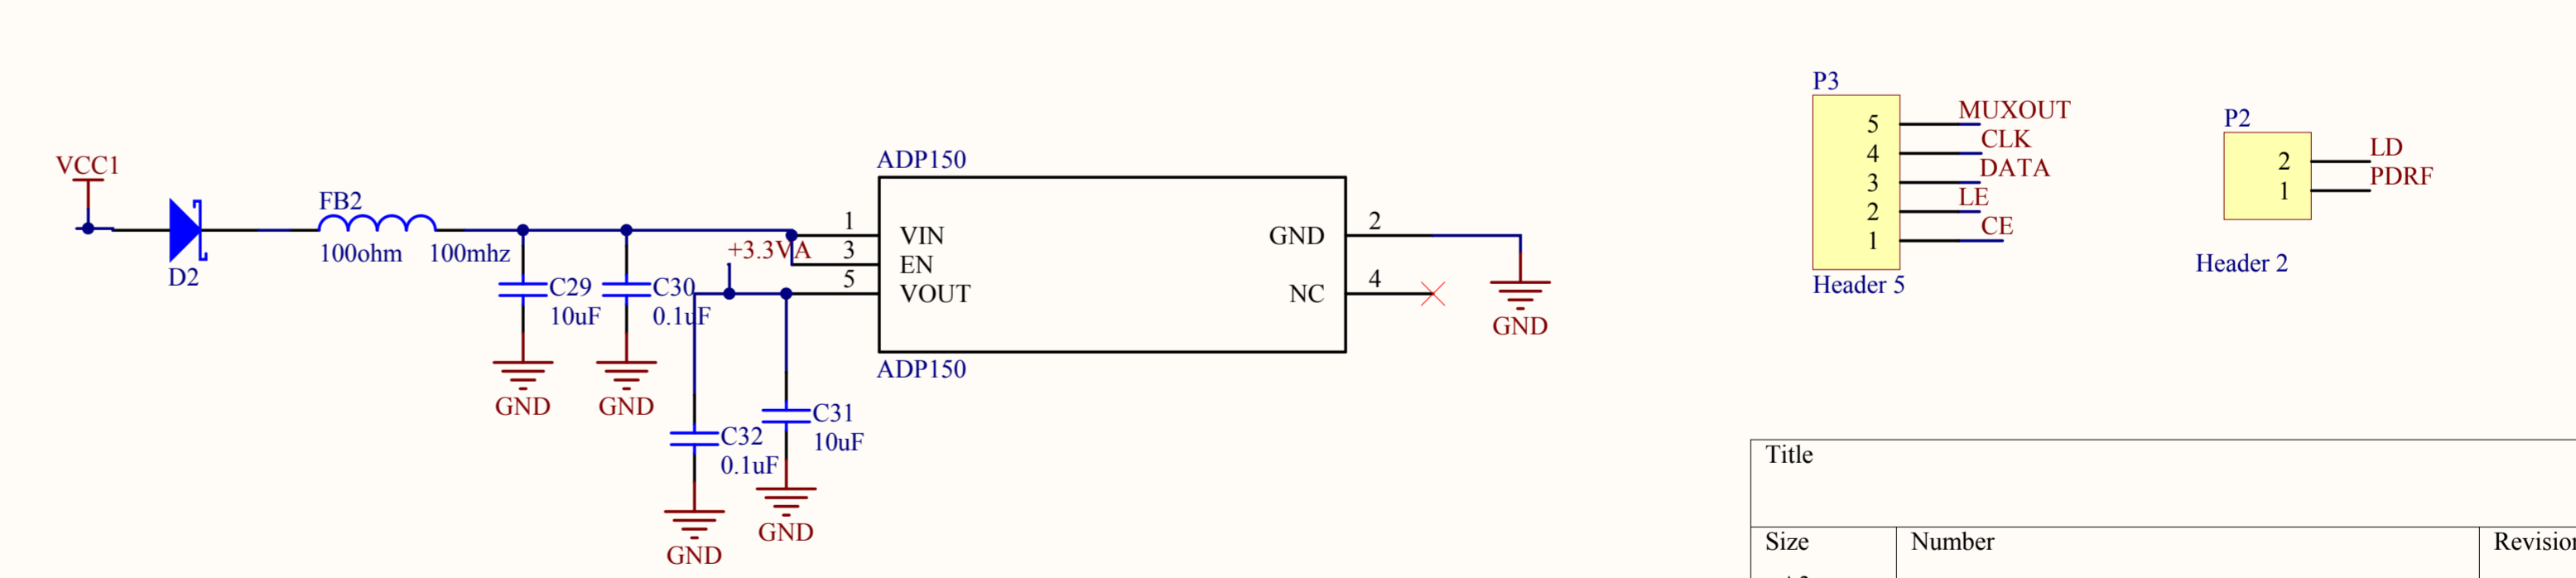 VCC1
D2
FB2
100ohm 100mhz
C29
10uF
GND
C30
0.1uF
GND
+3.3VA
C32
0.1uF
GND
C31
10uF
GND
ADP150
1 VIN
3 EN
5 VOUT
GND 2
NC 4
ADP150
GND
P3
5 MUXOUT
4 CLK
3 DATA
2 LE
1 CE
Header 5
P2
2 LD
1 PDRF
Header 2
Title
Size Number